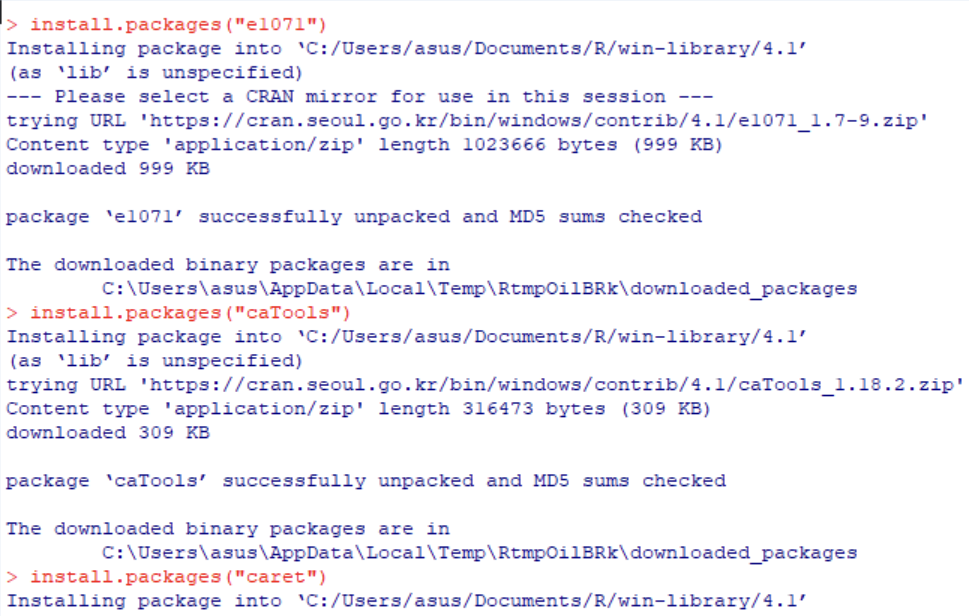 > install.packages("e1071")
Installing package into ‘C:/Users/asus/Documents/R/win-library/4.1’
(as ‘lib’ is unspecified)
--- Please select a CRAN mirror for use in this session ---
trying URL 'https://cran.seoul.go.kr/bin/windows/contrib/4.1/e1071_1.7-9.zip'
Content type 'application/zip' length 1023666 bytes (999 KB)
downloaded 999 KB
package ‘e1071’ successfully unpacked and MD5 sums checked
The downloaded binary packages are in
        C:\Users\asus\AppData\Local\Temp\RtmpOilBRk\downloaded_packages
> install.packages("caTools")
Installing package into ‘C:/Users/asus/Documents/R/win-library/4.1’
(as ‘lib’ is unspecified)
trying URL 'https://cran.seoul.go.kr/bin/windows/contrib/4.1/caTools_1.18.2.zip'
Content type 'application/zip' length 316473 bytes (309 KB)
downloaded 309 KB
package ‘caTools’ successfully unpacked and MD5 sums checked
The downloaded binary packages are in
        C:\Users\asus\AppData\Local\Temp\RtmpOilBRk\downloaded_packages
> install.packages("caret")
Installing package into ‘C:/Users/asus/Documents/R/win-library/4.1’